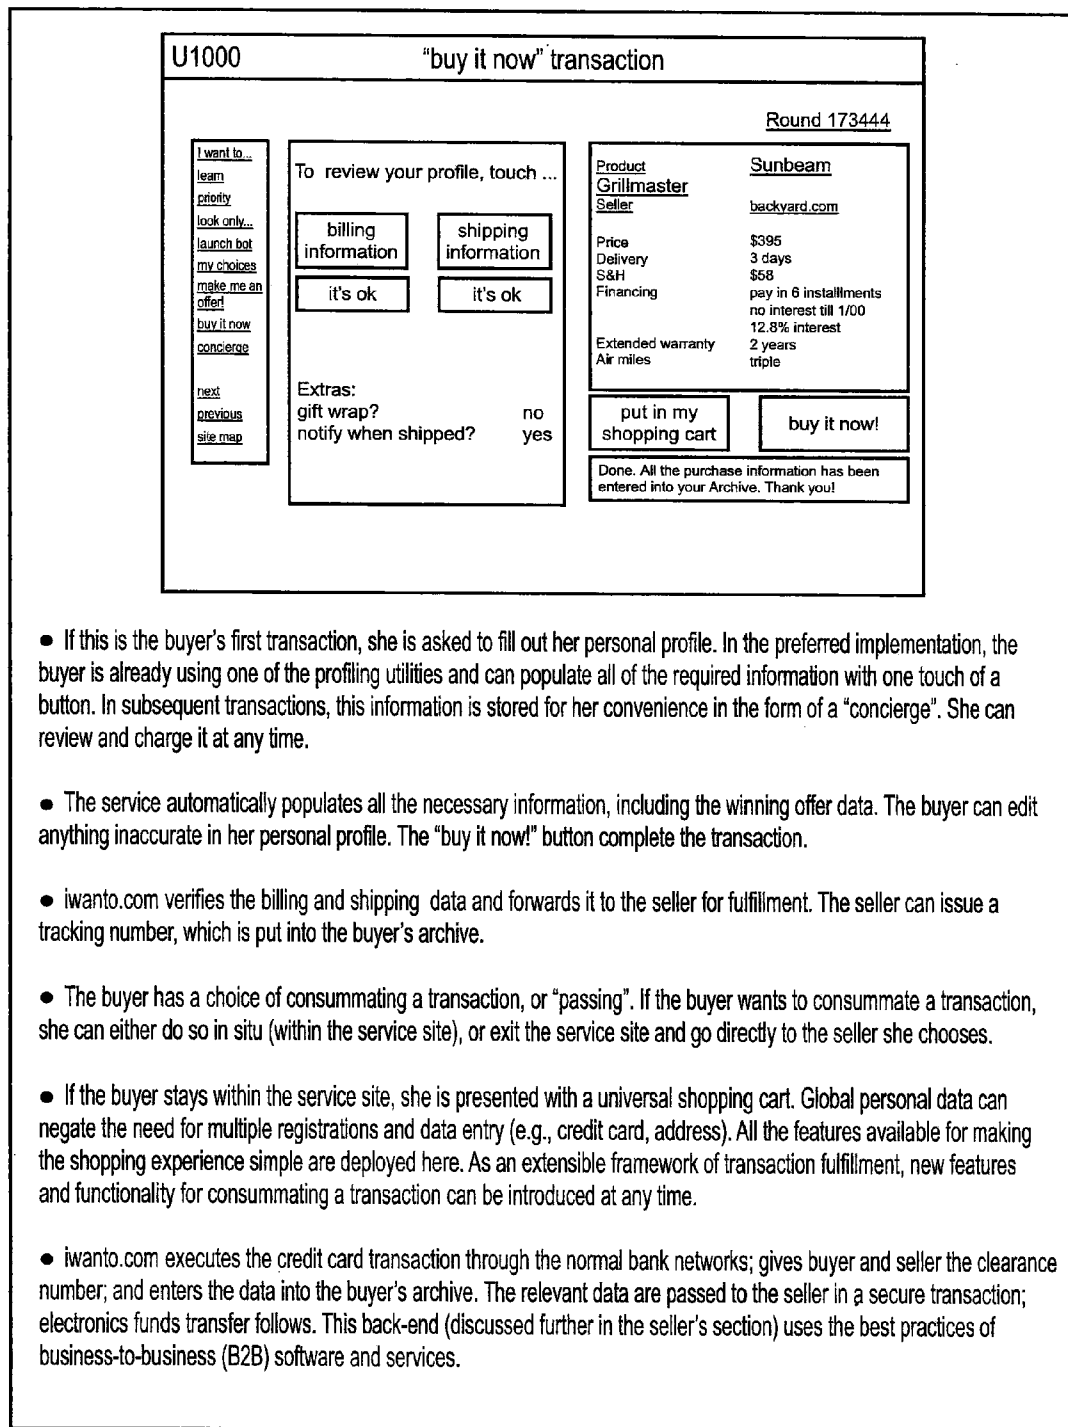 U1000 "buy it now" transaction
Round 173444
I want to...
learn
priority
look only...
launch bot
my choices
make me an
offer!
buy it now
concierge
next
previous
site map
To review your profile, touch ...
billing
information
shipping
information
it's ok
it's ok
Extras:
gift wrap? no
notify when shipped? yes
Product Sunbeam
Grillmaster
Seller backyard.com
Price $395
Delivery 3 days
S&H $58
Financing pay in 6 installlments
no interest till 1/00
12.8% interest
Extended warranty 2 years
Air miles triple
put in my
shopping cart
buy it now!
Done. All the purchase information has been
entered into your Archive. Thank you!
● If this is the buyer's first transaction, she is asked to fill out her personal profile. In the preferred implementation, the
buyer is already using one of the profiling utilities and can populate all of the required information with one touch of a
button. In subsequent transactions, this information is stored for her convenience in the form of a "concierge". She can
review and charge it at any time.
● The service automatically populates all the necessary information, including the winning offer data. The buyer can edit
anything inaccurate in her personal profile. The "buy it now!" button complete the transaction.
● iwanto.com verifies the billing and shipping data and forwards it to the seller for fulfillment. The seller can issue a
tracking number, which is put into the buyer's archive.
● The buyer has a choice of consummating a transaction, or "passing". If the buyer wants to consummate a transaction,
she can either do so in situ (within the service site), or exit the service site and go directly to the seller she chooses.
● If the buyer stays within the service site, she is presented with a universal shopping cart. Global personal data can
negate the need for multiple registrations and data entry (e.g., credit card, address). All the features available for making
the shopping experience simple are deployed here. As an extensible framework of transaction fulfillment, new features
and functionality for consummating a transaction can be introduced at any time.
● iwanto.com executes the credit card transaction through the normal bank networks; gives buyer and seller the clearance
number; and enters the data into the buyer's archive. The relevant data are passed to the seller in a secure transaction;
electronics funds transfer follows. This back-end (discussed further in the seller's section) uses the best practices of
business-to-business (B2B) software and services.